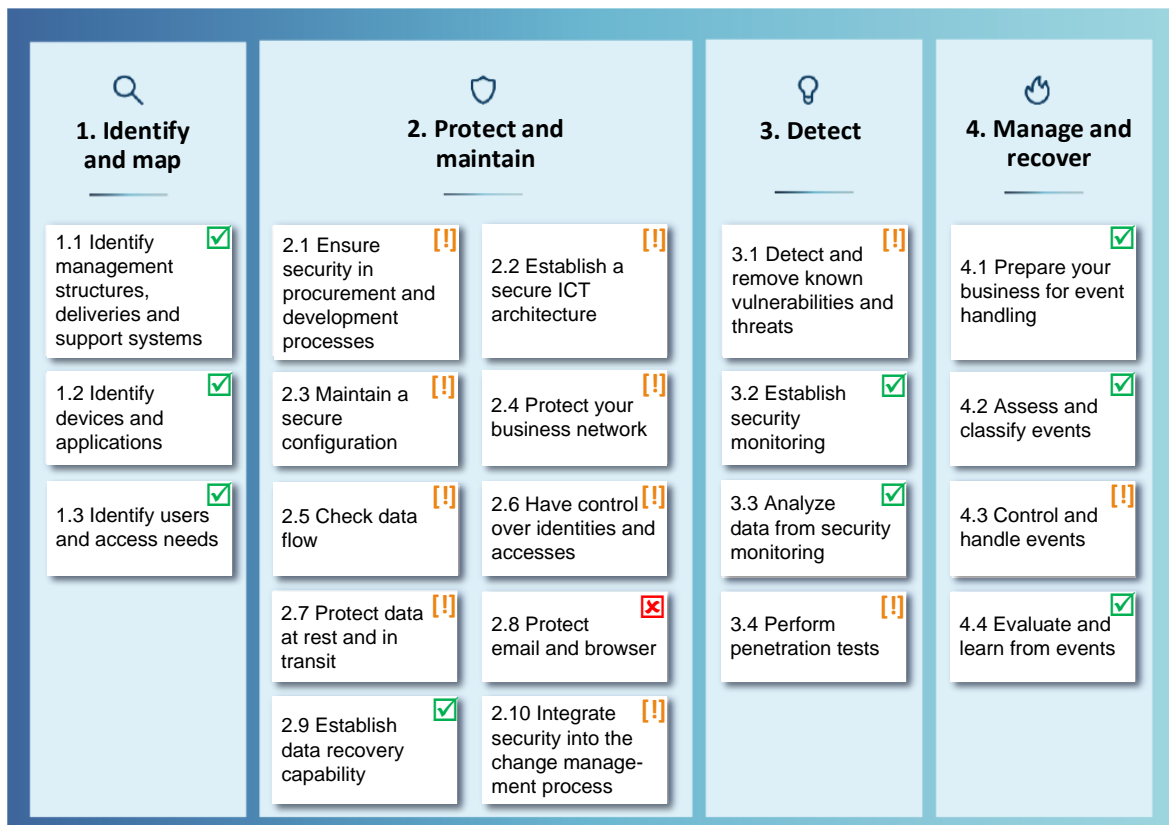 1. Identify
and map
1.1 Identify
management
structures,
deliveries and
support systems
1.2 Identify
devices and
applications
1.3 Identify users
and access needs
2. Protect and
maintain
[!]
2.1 Ensure
security in
procurement and
development
processes
[!]
2.2 Establish a
secure ICT
architecture
[!]
2.3 Maintain a
secure
configuration
[!]
2.4 Protect your
business network
[!]
2.5 Check data
flow
[!]
2.6 Have control
over identities and
accesses
[!]
2.7 Protect data
at rest and in
transit
2.8 Protect
email and browser
2.9 Establish
data recovery
capability
[!]
2.10 Integrate
security into the
change manage-
ment process
3. Detect
[!]
3.1 Detect and
remove known
vulnerabilities and
threats
3.2 Establish
security
monitoring
3.3 Analyze
data from security
monitoring
[!]
3.4 Perform
penetration tests
4. Manage and
recover
4.1 Prepare your
business for event
handling
4.2 Assess and
classify events
[!]
4.3 Control and
handle events
4.4 Evaluate and
learn from events